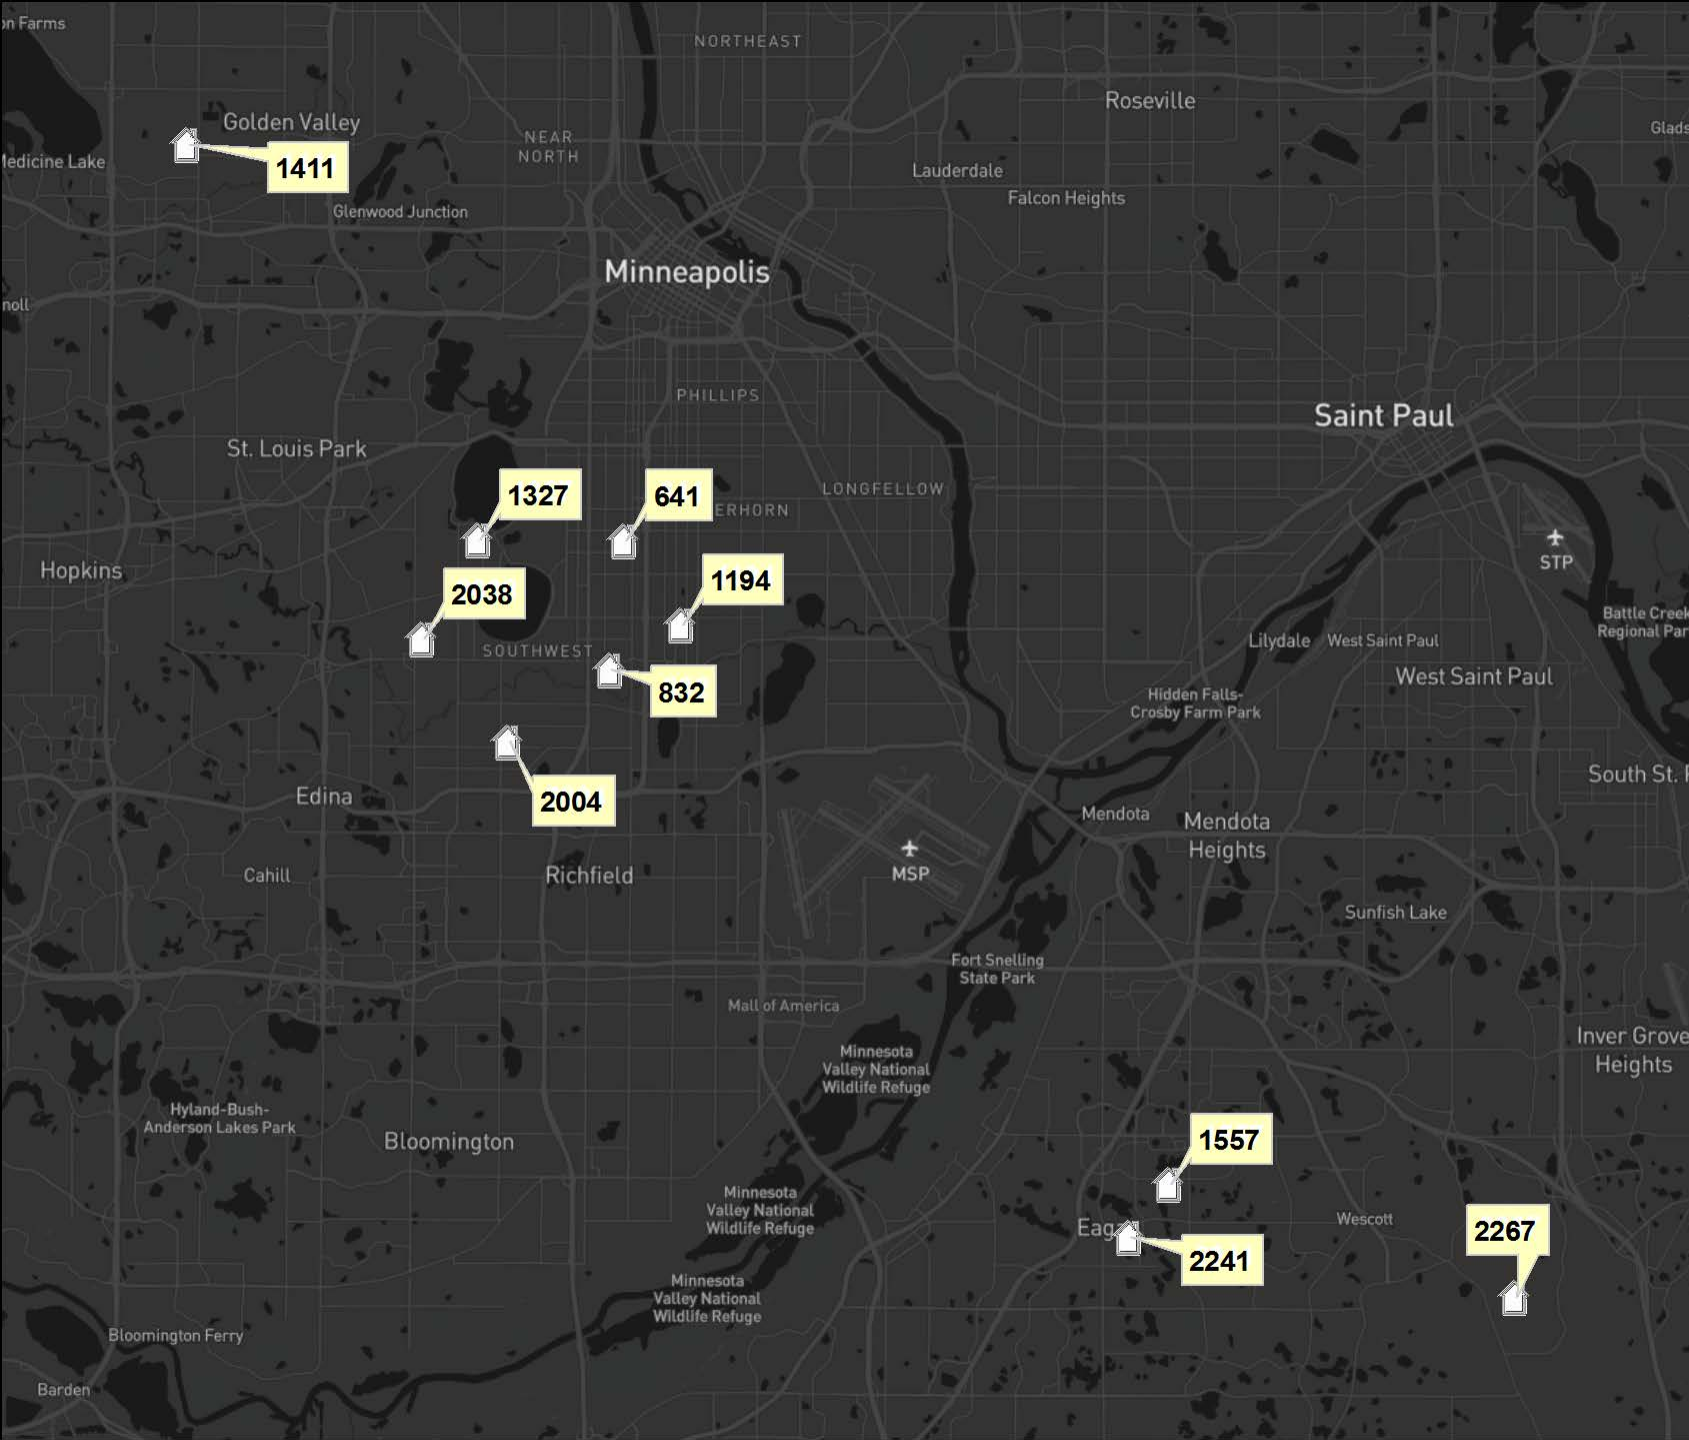 on Farms
NORTHEAST
Roseville
Golden Valley
Glads
NEAR
NORTH
Medicine Lake
1411
Lauderdale
Falcon Heights
Glenwood Junction
Minneapolis
noll
PHILLIPS
Saint Paul
St. Louis Park
1327
641
LONGFELLOW
ERHORN
STP
Hopkins
1194
2038
Battle Creek
Regional Par
Lilydale
West Saint Paul
SOUTHWEST
West Saint Paul
832
Hidden Falls-
Crosby Farm Park
South St. P
Edina
2004
Mendota
Mendota
Heights
MSP
Cahill
Richfield
Sunfish Lake
Fort Snelling
State Park
Mall of America
Inver Grove
Heights
Minnesota
Valley National
Wildlife Refuge
Hyland-Bush-
Anderson Lakes Park
Bloomington
1557
Minnesota
Valley National
Wildlife Refuge
Eagan
Wescott
2267
2241
Minnesota
Valley National
Wildlife Refuge
Bloomington Ferry
Barden